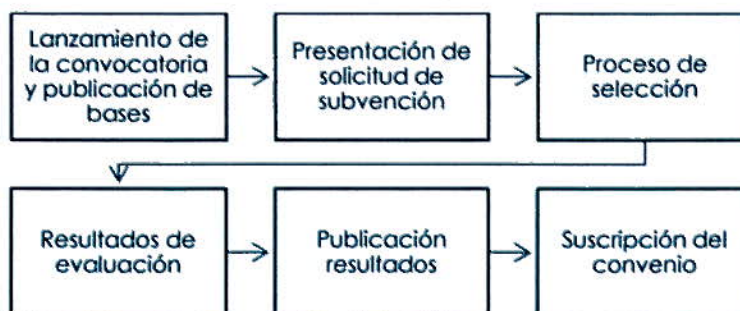 Lanzamiento de
la convocatoria
y publicación de
bases
Presentación de
solicitud de
subvención
Proceso de
selección
Resultados de
evaluación
Publicación
resultados
Suscripción del
convenio